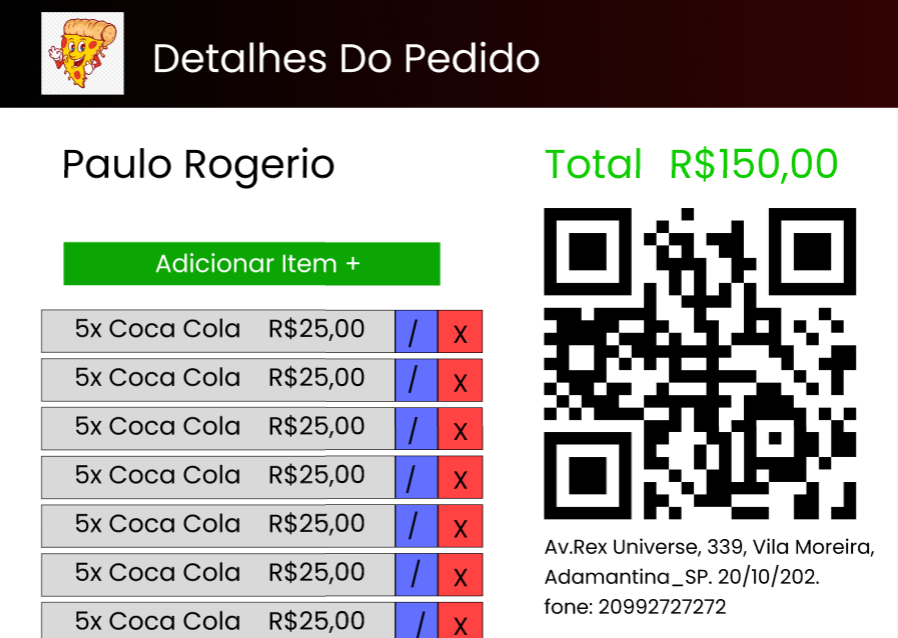 Detalhes Do Pedido
Paulo Rogerio
Total R$150,00
Adicionar Item +
5x Coca Cola R$25,00 / X
5x Coca Cola R$25,00 / X
5x Coca Cola R$25,00 / X
5x Coca Cola R$25,00 / X
5x Coca Cola R$25,00 / X
5x Coca Cola R$25,00 / X
5x Coca Cola R$25,00 / X
Av.Rex Universe, 339, Vila Moreira,
Adamantina_SP. 20/10/202.
fone: 20992727272